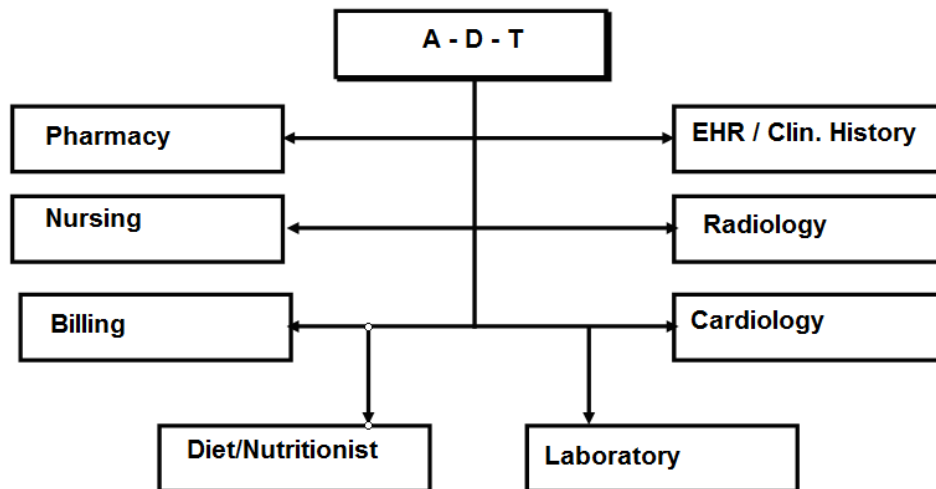 A - D - T
Pharmacy
EHR / Clin. History
Nursing
Radiology
Billing
Cardiology
Diet/Nutritionist
Laboratory